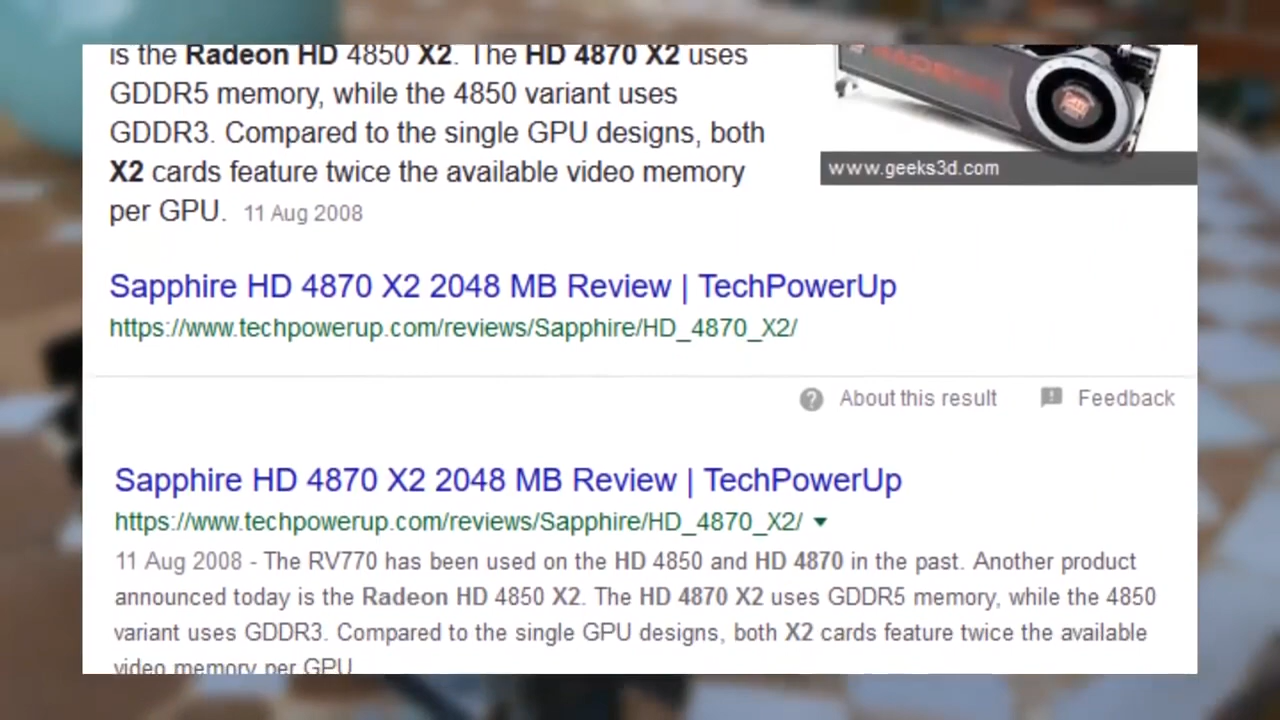 is the Radeon HD 4850 X2. The HD 4870 X2 uses
GDDR5 memory, while the 4850 variant uses
GDDR3. Compared to the single GPU designs, both
X2 cards feature twice the available video memory
per GPU. 11 Aug 2008
www.geeks3d.com
Sapphire HD 4870 X2 2048 MB Review | TechPowerUp
https://www.techpowerup.com/reviews/Sapphire/HD_4870_X2/
About this result Feedback
Sapphire HD 4870 X2 2048 MB Review | TechPowerUp
https://www.techpowerup.com/reviews/Sapphire/HD_4870_X2/
11 Aug 2008 - The RV770 has been used on the HD 4850 and HD 4870 in the past. Another product
announced today is the Radeon HD 4850 X2. The HD 4870 X2 uses GDDR5 memory, while the 4850
variant uses GDDR3. Compared to the single GPU designs, both X2 cards feature twice the available
video memory per GPU.